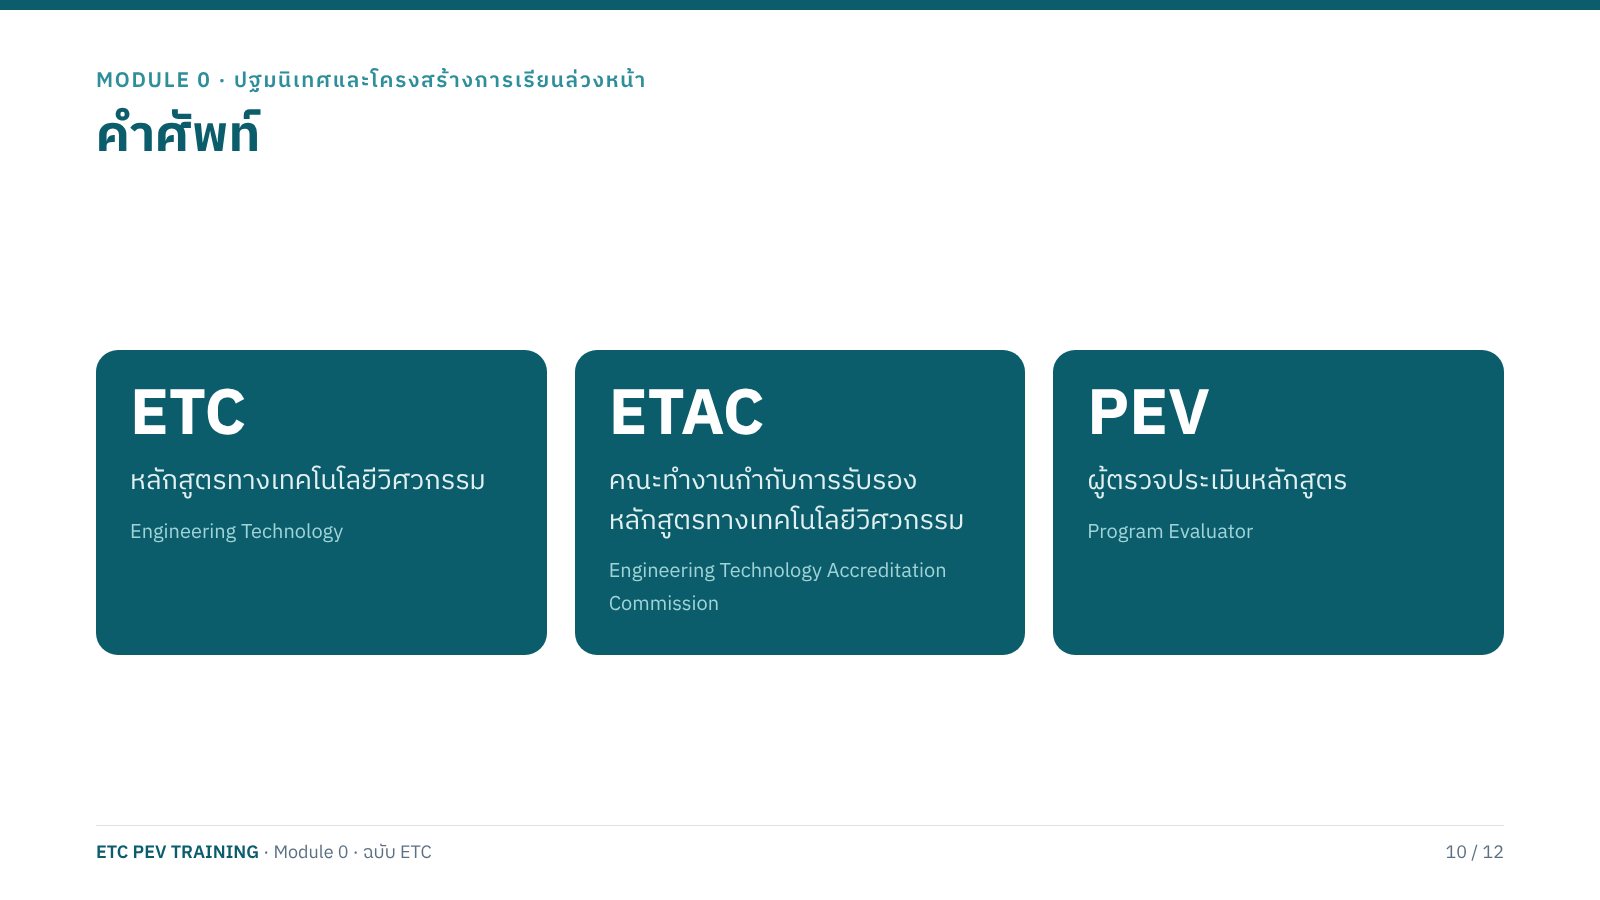 MODULE 0 · ปฐมนิเทศและโครงสร้างการเรียนล่วงหน้า
คำศัพท์
ETC
หลักสูตรทางเทคโนโลยีวิศวกรรม
Engineering Technology
ETAC
คณะทำงานกำกับการรับรอง
หลักสูตรทางเทคโนโลยีวิศวกรรม
Engineering Technology Accreditation
Commission
PEV
ผู้ตรวจประเมินหลักสูตร
Program Evaluator
ETC PEV TRAINING · Module 0 · ฉบับ ETC
10 / 12